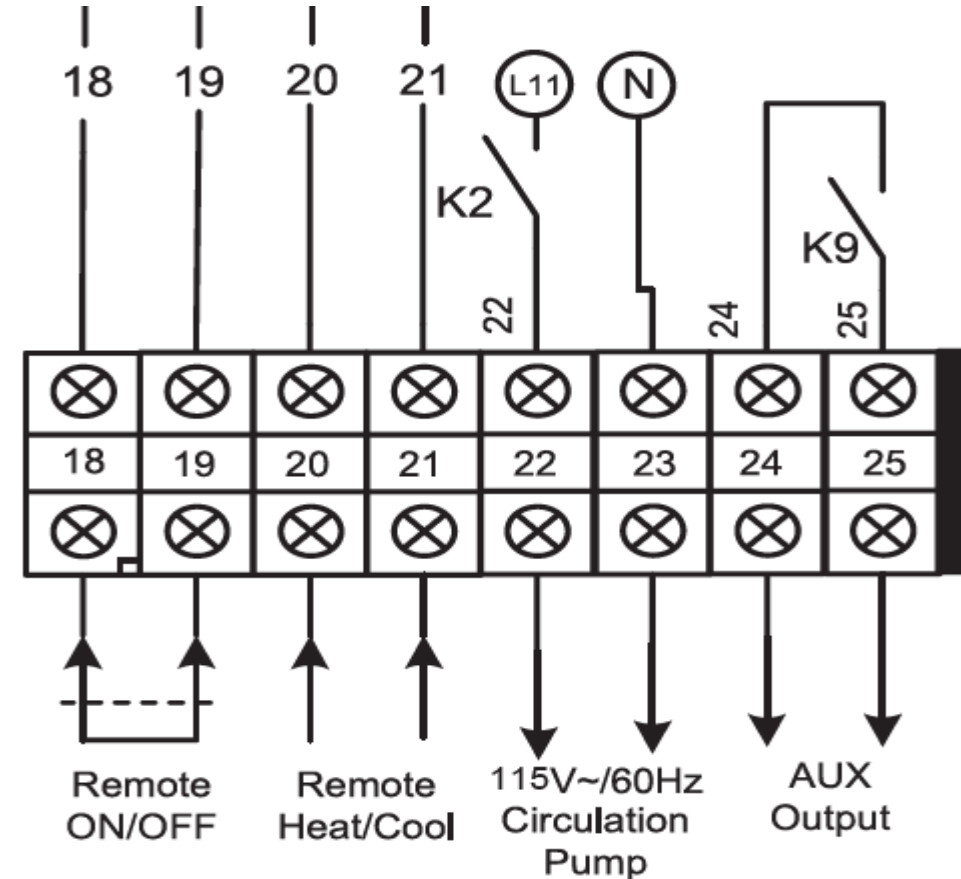 18 19 20 21 L11 N
K2
K9
22 24 25
18 19 20 21 22 23 24 25
Remote
ON/OFF
Remote
Heat/Cool
115V~/60Hz
Circulation
Pump
AUX
Output